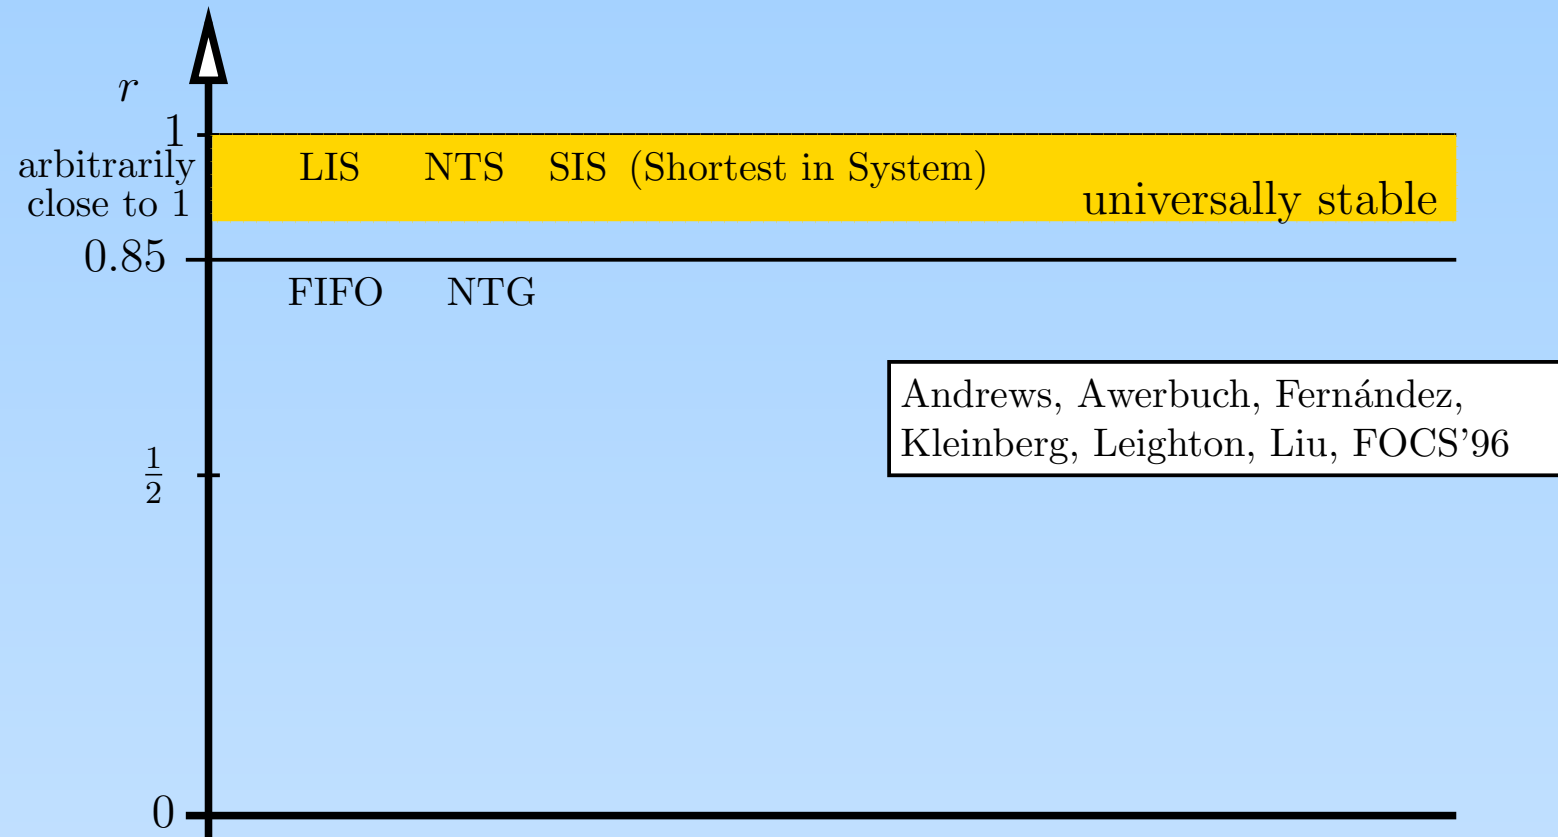 r
1
arbitrarily
close to 1
LIS NTS SIS (Shortest in System)
universally stable
0.85
FIFO NTG
Andrews, Awerbuch, Fernández,
Kleinberg, Leighton, Liu, FOCS'96
1
2
0